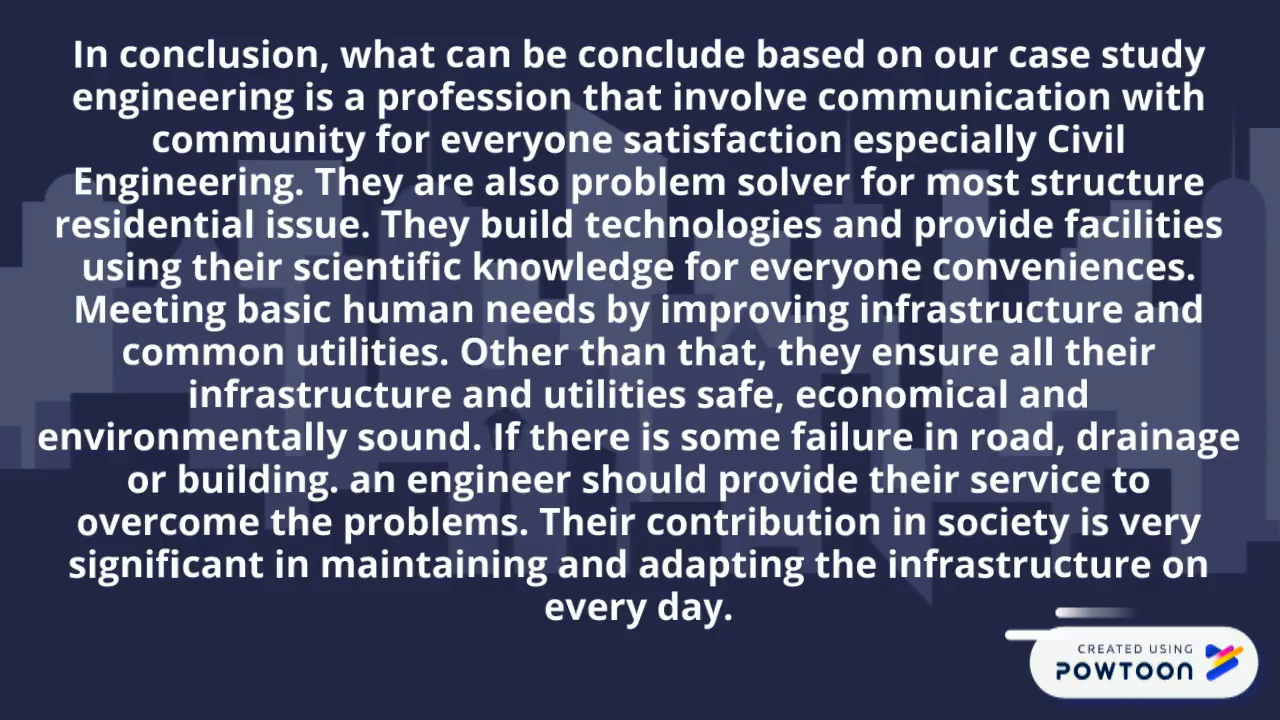 In conclusion, what can be conclude based on our case study
engineering is a profession that involve communication with
community for everyone satisfaction especially Civil
Engineering. They are also problem solver for most structure
residential issue. They build technologies and provide facilities
using their scientific knowledge for everyone conveniences.
Meeting basic human needs by improving infrastructure and
common utilities. Other than that, they ensure all their
infrastructure and utilities safe, economical and
environmentally sound. If there is some failure in road, drainage
or building. an engineer should provide their service to
overcome the problems. Their contribution in society is very
significant in maintaining and adapting the infrastructure on
every day.
CREATED USING
POWTOON